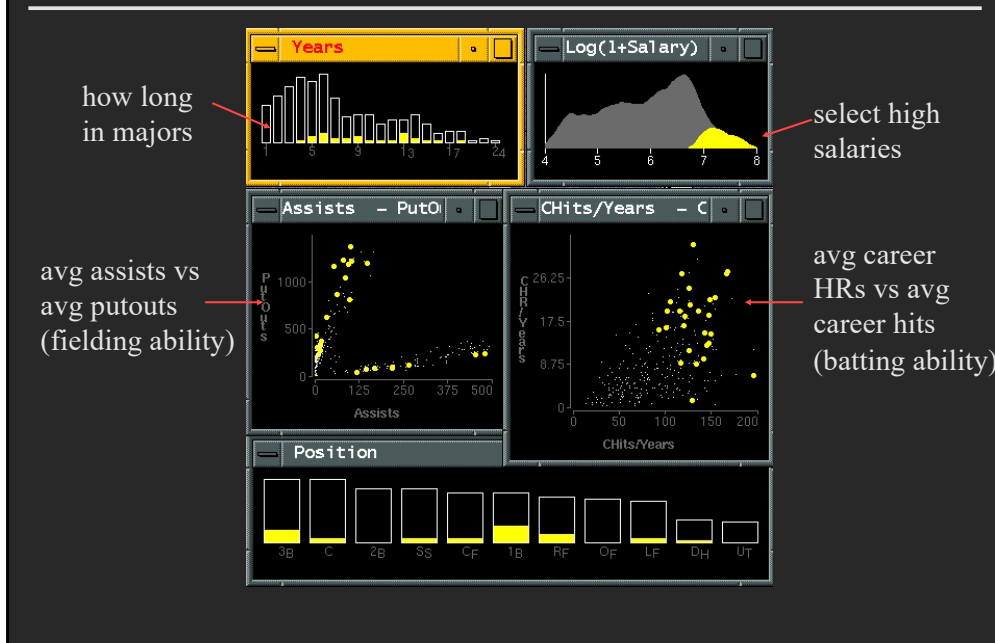 Years
Log(1+Salary)
how long
in majors
1 5 9 13 17 24
4 5 6 7 8
select high
salaries
Assists – PutO
CHits/Years – C
avg assists vs
avg putouts
(fielding ability)
PutOuts
1000
500
0
0 125 250 375 500
Assists
CHR/Years
26.25
17.5
8.75
0
0 50 100 150 200
CHits/Years
avg career
HRs vs avg
career hits
(batting ability)
Position
3B C 2B SS CF 1B RF OF LF DH UT